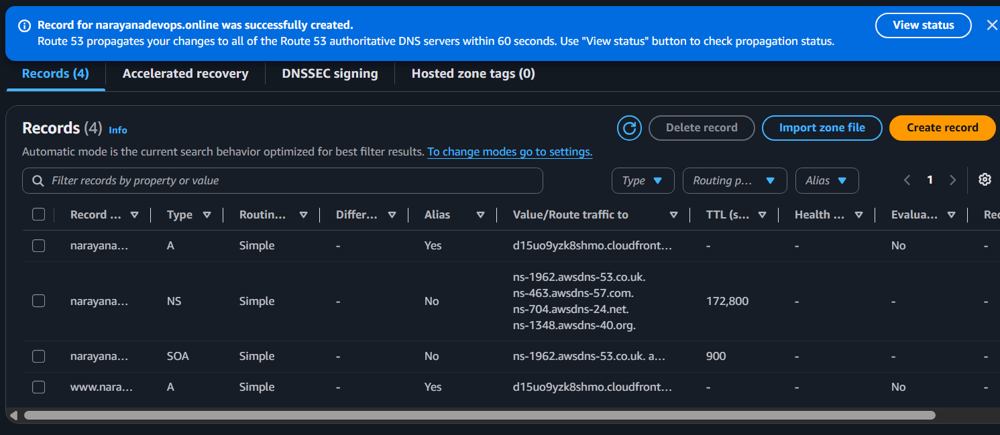 Record for narayanadevops.online was successfully created.
View status
Route 53 propagates your changes to all of the Route 53 authoritative DNS servers within 60 seconds. Use "View status" button to check propagation status.
Records (4) Accelerated recovery DNSSEC signing Hosted zone tags (0)
Records (4) Info
Delete record Import zone file Create record
Automatic mode is the current search behavior optimized for best filter results. To change modes go to settings.
Filter records by property or value Type Routing p... Alias 1
Record ... Type Routin... Differ... Alias Value/Route traffic to TTL (s... Health ... Evalua... Rec
narayana... A Simple - Yes d15uo9yzk8shmo.cloudfront... - - No -
ns-1962.awsdns-53.co.uk.
ns-463.awsdns-57.com.
narayana... NS Simple - No 172,800 - - -
ns-704.awsdns-24.net.
ns-1348.awsdns-40.org.
narayana... SOA Simple - No ns-1962.awsdns-53.co.uk. a... 900 - - -
www.nara... A Simple - Yes d15uo9yzk8shmo.cloudfront... - - No -